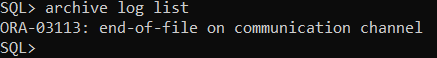 SQL> archive log list
ORA-03113: end-of-file on communication channel
SQL>